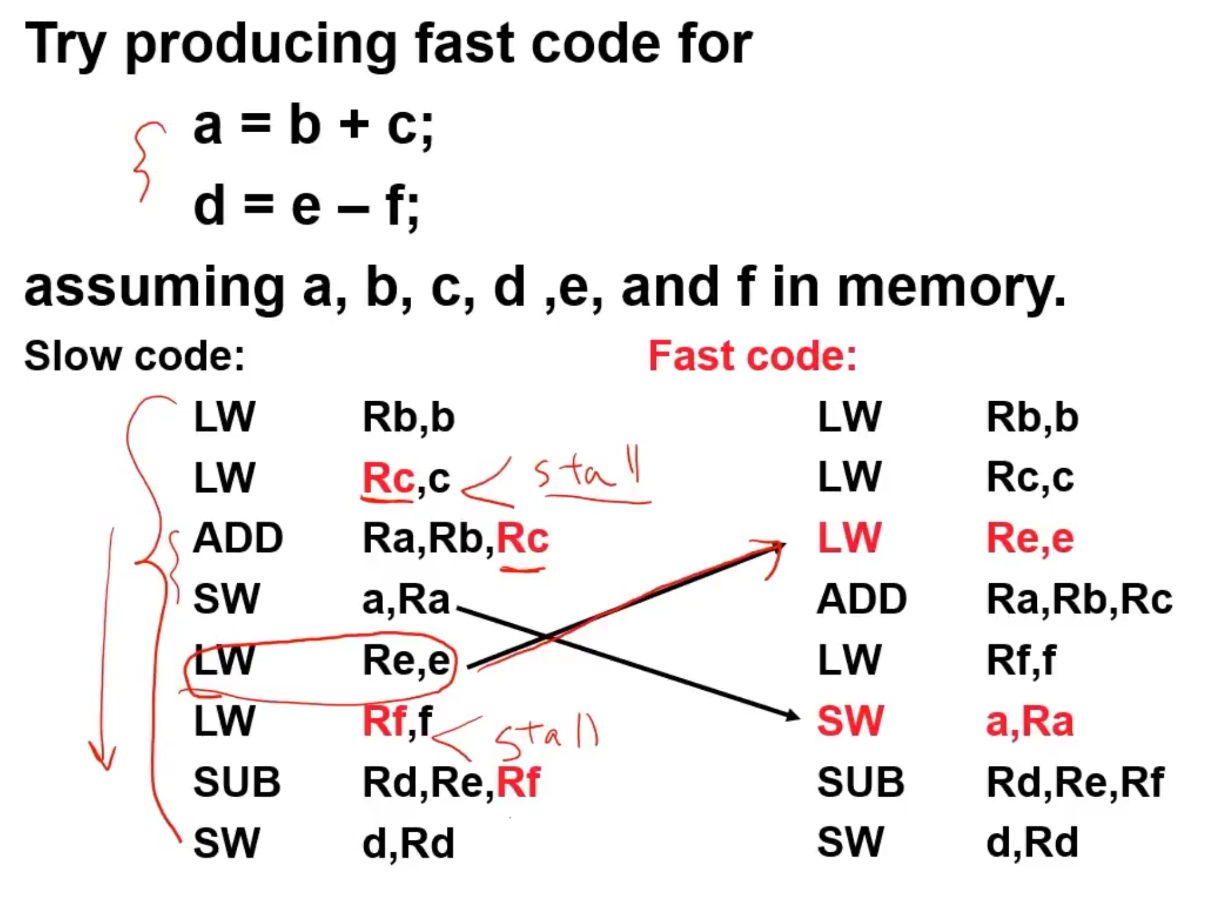 Try producing fast code for
a = b + c;
d = e – f;
assuming a, b, c, d ,e, and f in memory.
Slow code: Fast code:
LW Rb,b LW Rb,b
LW Rc,c stall LW Rc,c
ADD Ra,Rb,Rc LW Re,e
SW a,Ra ADD Ra,Rb,Rc
LW Re,e LW Rf,f
LW Rf,f stall SW a,Ra
SUB Rd,Re,Rf SUB Rd,Re,Rf
SW d,Rd SW d,Rd